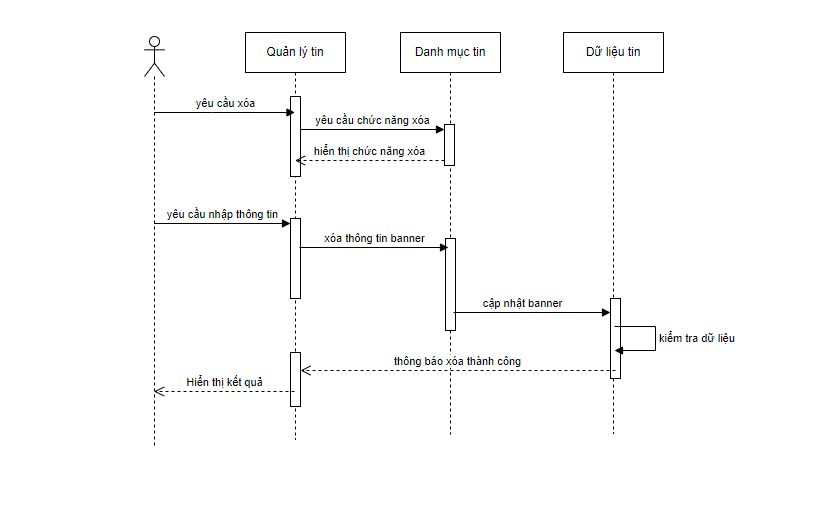 Quản lý tin
Danh mục tin
Dữ liệu tin
yêu cầu xóa
yêu cầu chức năng xóa
hiển thị chức năng xóa
yêu cầu nhập thông tin
xóa thông tin banner
cập nhật banner
kiểm tra dữ liệu
thông báo xóa thành công
Hiển thị kết quả